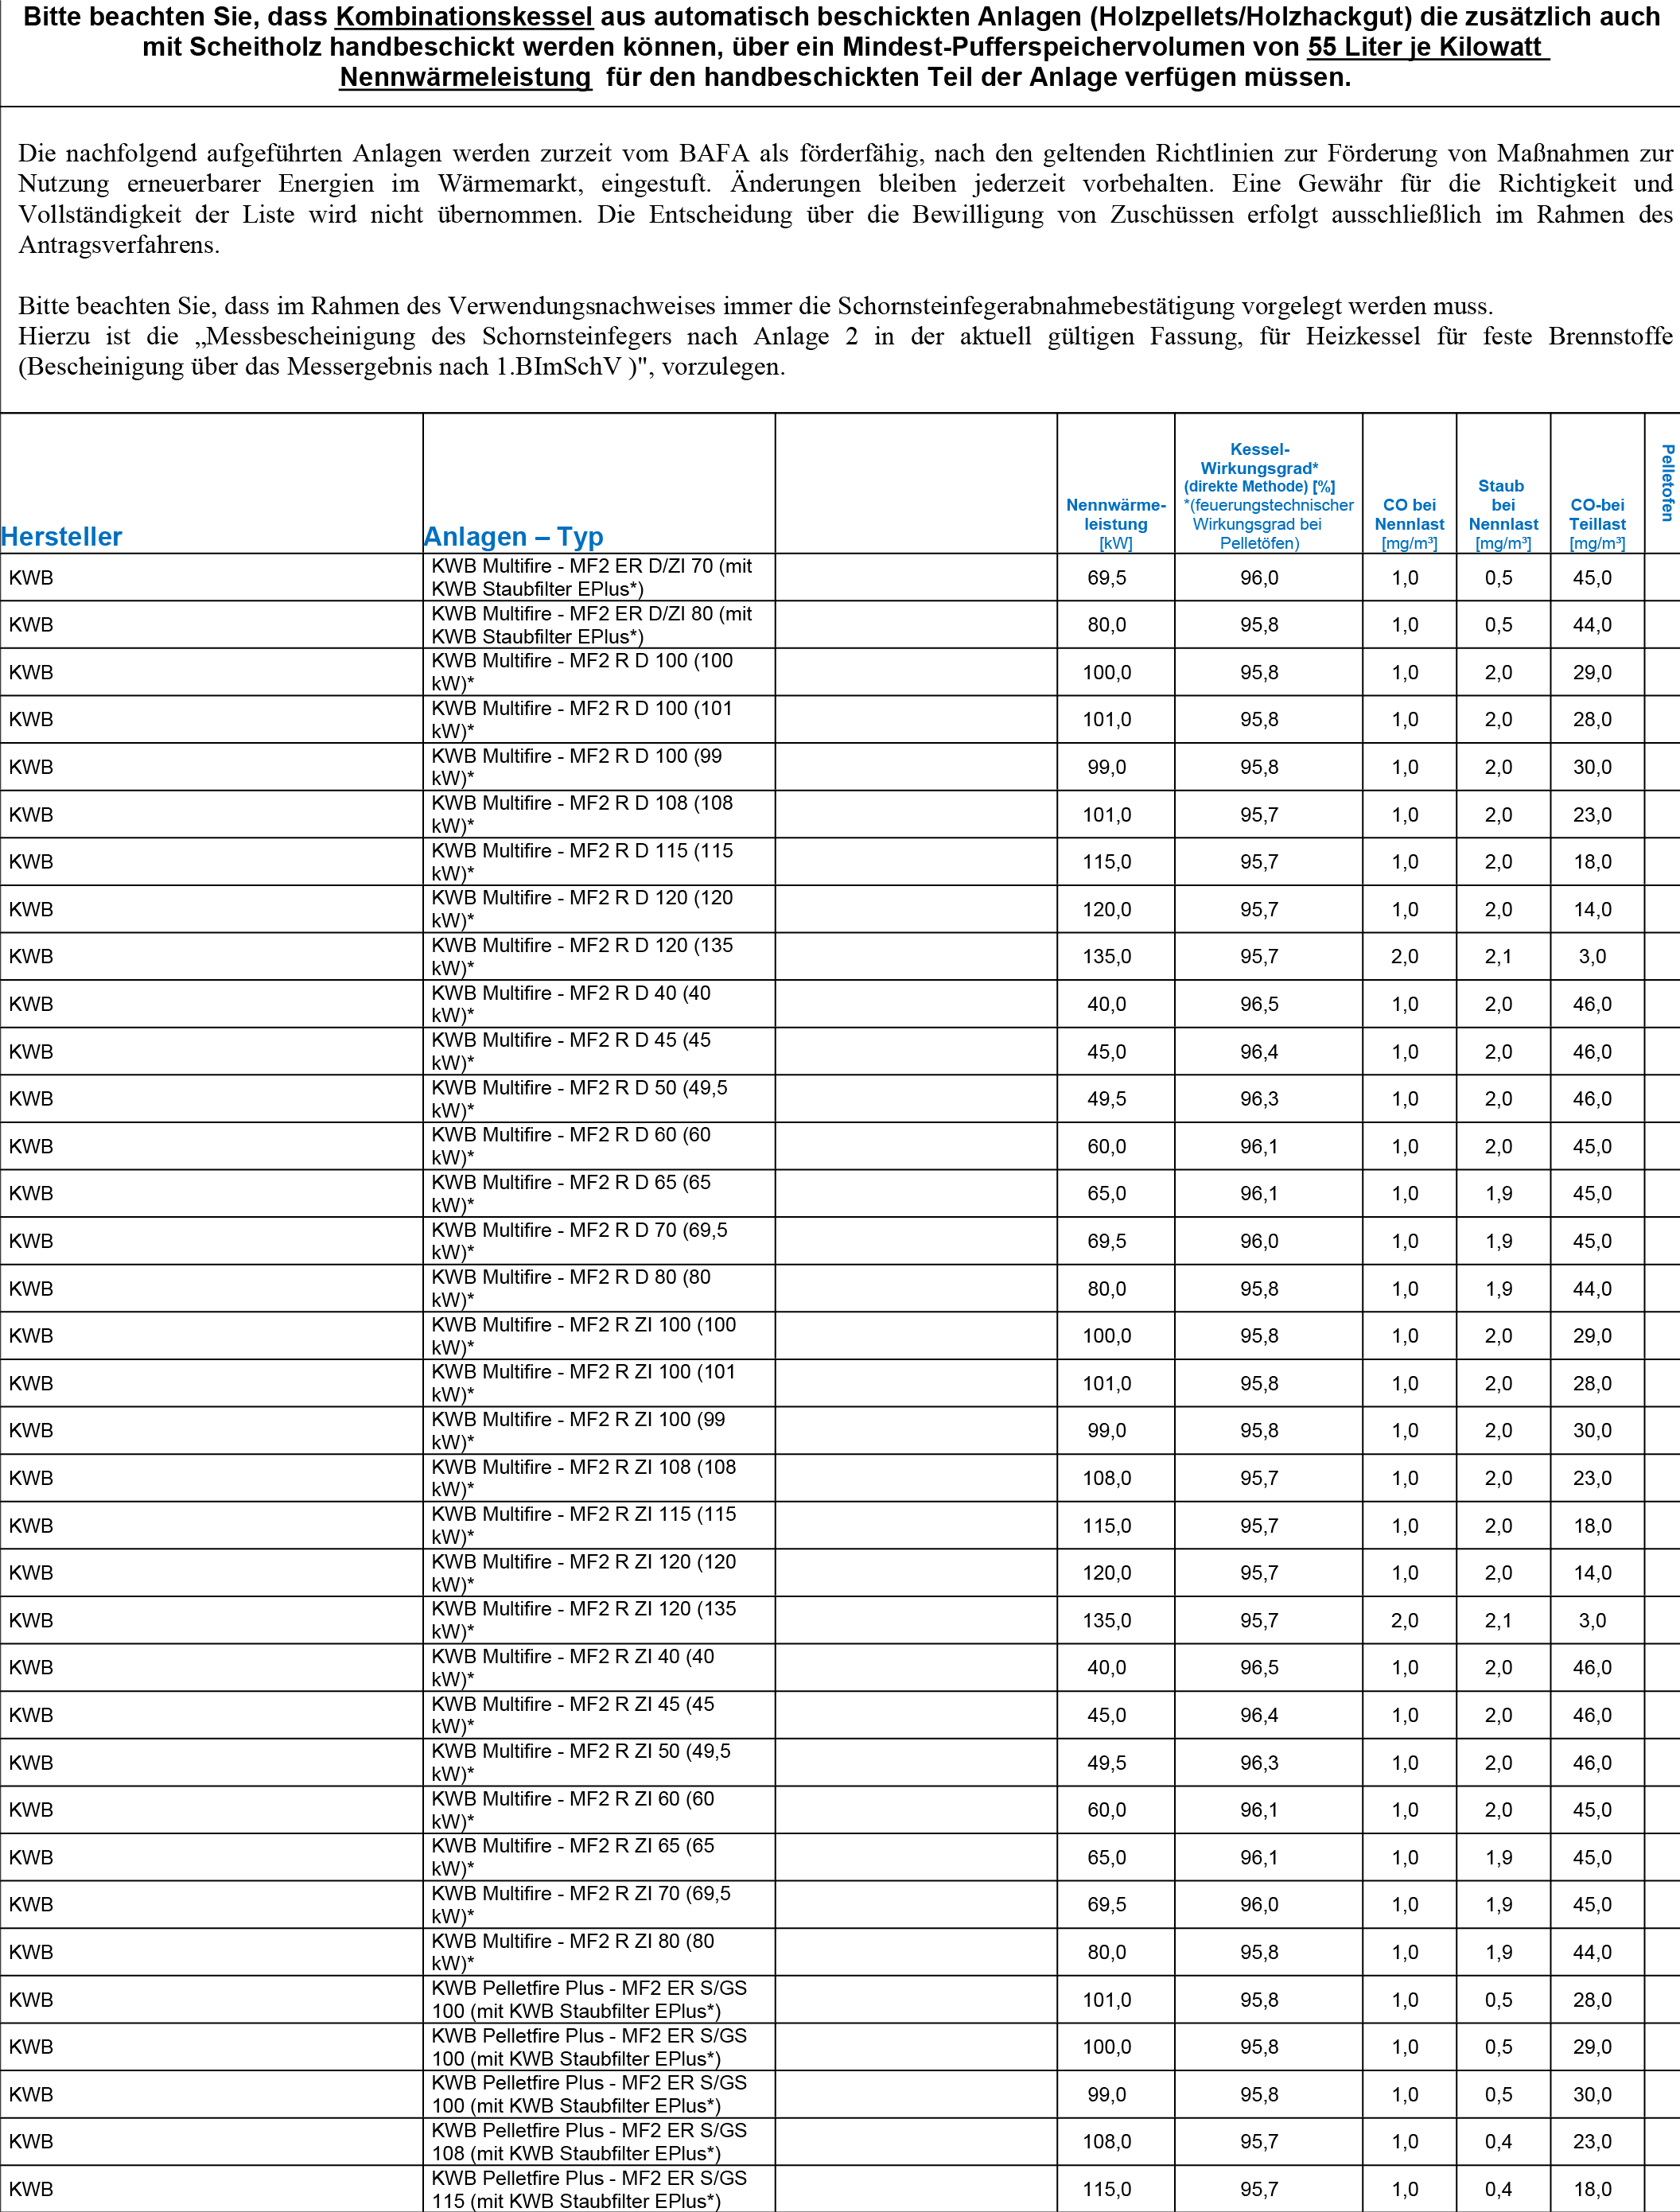 Bitte beachten Sie, dass Kombinationskessel aus automatisch beschickten Anlagen (Holzpellets/Holzhackgut) die zusätzlich auch
mit Scheitholz handbeschickt werden können, über ein Mindest-Pufferspeichervolumen von 55 Liter je Kilowatt
Nennwärmeleistung für den handbeschickten Teil der Anlage verfügen müssen.
Die nachfolgend aufgeführten Anlagen werden zurzeit vom BAFA als förderfähig, nach den geltenden Richtlinien zur Förderung von Maßnahmen zur
Nutzung erneuerbarer Energien im Wärmemarkt, eingestuft. Änderungen bleiben jederzeit vorbehalten. Eine Gewähr für die Richtigkeit und
Vollständigkeit der Liste wird nicht übernommen. Die Entscheidung über die Bewilligung von Zuschüssen erfolgt ausschließlich im Rahmen des
Antragsverfahrens.
Bitte beachten Sie, dass im Rahmen des Verwendungsnachweises immer die Schornsteinfegerabnahmebestätigung vorgelegt werden muss.
Hierzu ist die „Messbescheinigung des Schornsteinfegers nach Anlage 2 in der aktuell gültigen Fassung, für Heizkessel für feste Brennstoffe
(Bescheinigung über das Messergebnis nach 1.BImSchV )", vorzulegen.
Hersteller
Anlagen – Typ
Nennwärme-
leistung
[kW]
Kessel-
Wirkungsgrad*
(direkte Methode) [%]
*(feuerungstechnischer
Wirkungsgrad bei
Pelletöfen)
CO bei
Nennlast
[mg/m³]
Staub
bei
Nennlast
[mg/m³]
CO-bei
Teillast
[mg/m³]
Pelletofen
KWB KWB Multifire - MF2 ER D/ZI 70 (mit
KWB Staubfilter EPlus*) 69,5 96,0 1,0 0,5 45,0
KWB KWB Multifire - MF2 ER D/ZI 80 (mit
KWB Staubfilter EPlus*) 80,0 95,8 1,0 0,5 44,0
KWB KWB Multifire - MF2 R D 100 (100
kW)* 100,0 95,8 1,0 2,0 29,0
KWB KWB Multifire - MF2 R D 100 (101
kW)* 101,0 95,8 1,0 2,0 28,0
KWB KWB Multifire - MF2 R D 100 (99
kW)* 99,0 95,8 1,0 2,0 30,0
KWB KWB Multifire - MF2 R D 108 (108
kW)* 101,0 95,7 1,0 2,0 23,0
KWB KWB Multifire - MF2 R D 115 (115
kW)* 115,0 95,7 1,0 2,0 18,0
KWB KWB Multifire - MF2 R D 120 (120
kW)* 120,0 95,7 1,0 2,0 14,0
KWB KWB Multifire - MF2 R D 120 (135
kW)* 135,0 95,7 2,0 2,1 3,0
KWB KWB Multifire - MF2 R D 40 (40
kW)* 40,0 96,5 1,0 2,0 46,0
KWB KWB Multifire - MF2 R D 45 (45
kW)* 45,0 96,4 1,0 2,0 46,0
KWB KWB Multifire - MF2 R D 50 (49,5
kW)* 49,5 96,3 1,0 2,0 46,0
KWB KWB Multifire - MF2 R D 60 (60
kW)* 60,0 96,1 1,0 2,0 45,0
KWB KWB Multifire - MF2 R D 65 (65
kW)* 65,0 96,1 1,0 1,9 45,0
KWB KWB Multifire - MF2 R D 70 (69,5
kW)* 69,5 96,0 1,0 1,9 45,0
KWB KWB Multifire - MF2 R D 80 (80
kW)* 80,0 95,8 1,0 1,9 44,0
KWB KWB Multifire - MF2 R ZI 100 (100
kW)* 100,0 95,8 1,0 2,0 29,0
KWB KWB Multifire - MF2 R ZI 100 (101
kW)* 101,0 95,8 1,0 2,0 28,0
KWB KWB Multifire - MF2 R ZI 100 (99
kW)* 99,0 95,8 1,0 2,0 30,0
KWB KWB Multifire - MF2 R ZI 108 (108
kW)* 108,0 95,7 1,0 2,0 23,0
KWB KWB Multifire - MF2 R ZI 115 (115
kW)* 115,0 95,7 1,0 2,0 18,0
KWB KWB Multifire - MF2 R ZI 120 (120
kW)* 120,0 95,7 1,0 2,0 14,0
KWB KWB Multifire - MF2 R ZI 120 (135
kW)* 135,0 95,7 2,0 2,1 3,0
KWB KWB Multifire - MF2 R ZI 40 (40
kW)* 40,0 96,5 1,0 2,0 46,0
KWB KWB Multifire - MF2 R ZI 45 (45
kW)* 45,0 96,4 1,0 2,0 46,0
KWB KWB Multifire - MF2 R ZI 50 (49,5
kW)* 49,5 96,3 1,0 2,0 46,0
KWB KWB Multifire - MF2 R ZI 60 (60
kW)* 60,0 96,1 1,0 2,0 45,0
KWB KWB Multifire - MF2 R ZI 65 (65
kW)* 65,0 96,1 1,0 1,9 45,0
KWB KWB Multifire - MF2 R ZI 70 (69,5
kW)* 69,5 96,0 1,0 1,9 45,0
KWB KWB Multifire - MF2 R ZI 80 (80
kW)* 80,0 95,8 1,0 1,9 44,0
KWB KWB Pelletfire Plus - MF2 ER S/GS
100 (mit KWB Staubfilter EPlus*) 101,0 95,8 1,0 0,5 28,0
KWB KWB Pelletfire Plus - MF2 ER S/GS
100 (mit KWB Staubfilter EPlus*) 100,0 95,8 1,0 0,5 29,0
KWB KWB Pelletfire Plus - MF2 ER S/GS
100 (mit KWB Staubfilter EPlus*) 99,0 95,8 1,0 0,5 30,0
KWB KWB Pelletfire Plus - MF2 ER S/GS
108 (mit KWB Staubfilter EPlus*) 108,0 95,7 1,0 0,4 23,0
KWB KWB Pelletfire Plus - MF2 ER S/GS
115 (mit KWB Staubfilter EPlus*) 115,0 95,7 1,0 0,4 18,0